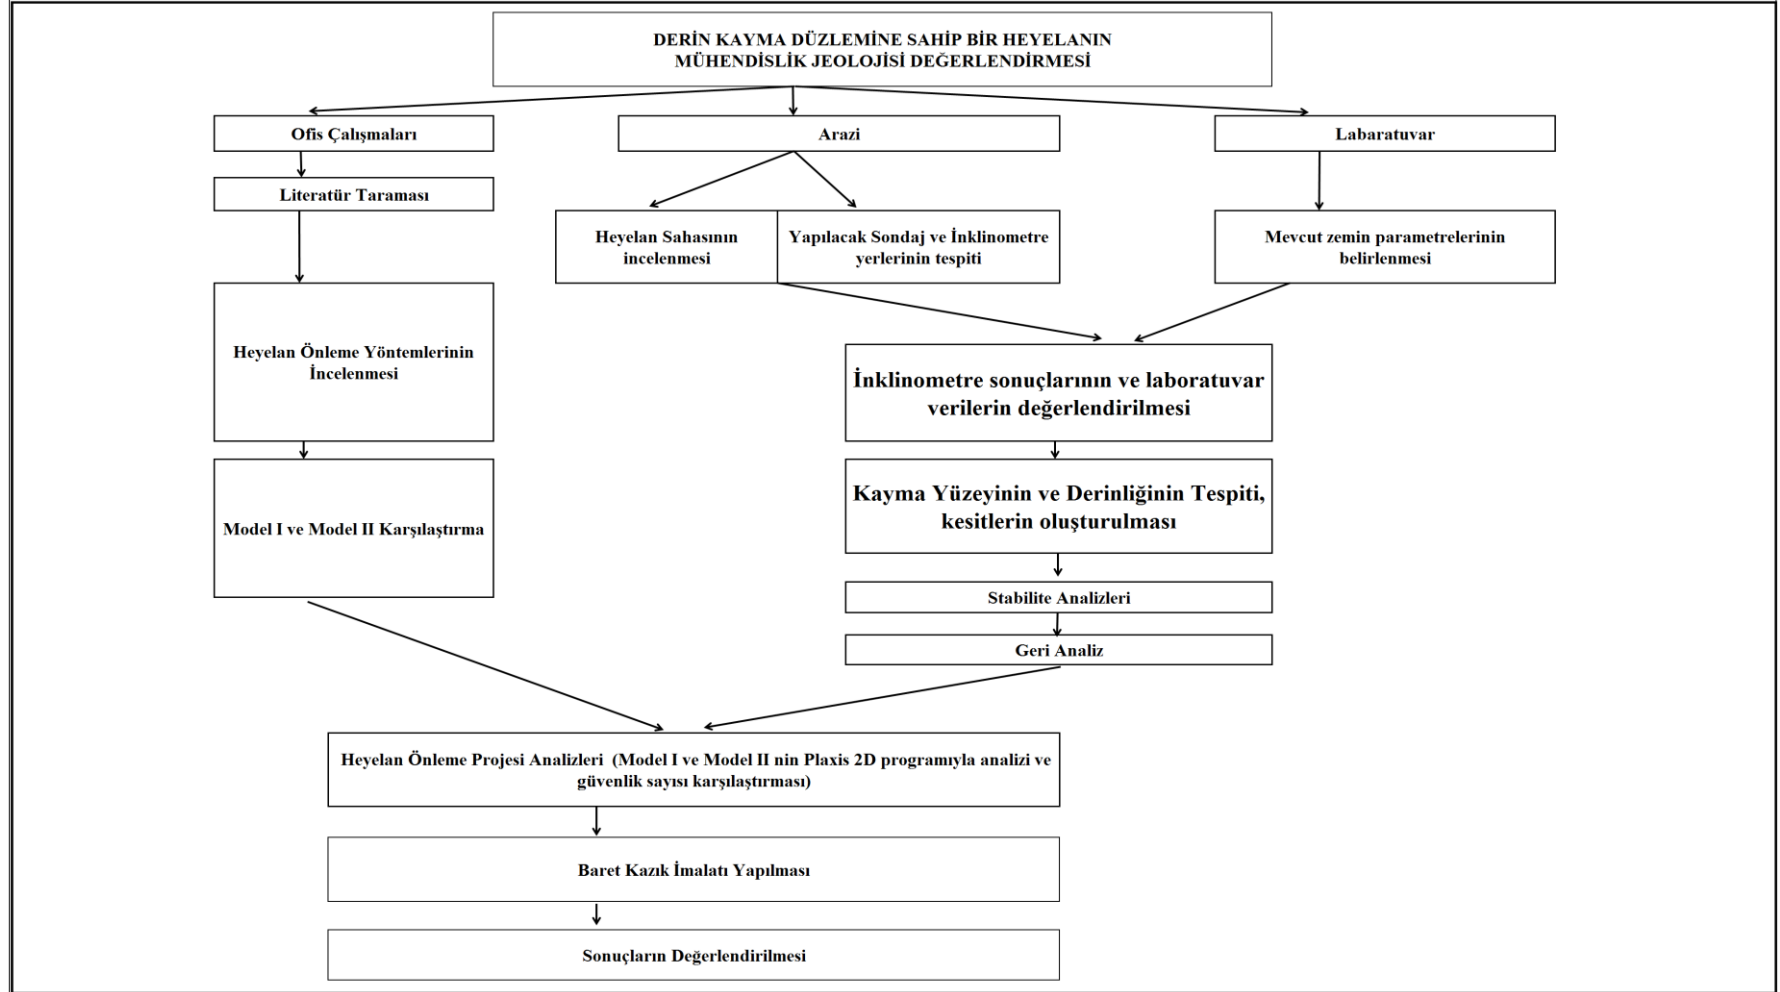 DERİN KAYMA DÜZLEMİNE SAHİP BİR HEYELANIN
MÜHENDİSLİK JEOLOJİSİ DEĞERLENDİRMESİ
Ofis Çalışmaları
Arazi
Labaratuvar
Literatür Taraması
Heyelan Sahasının
incelenmesi
Yapılacak Sondaj ve İnklinometre
yerlerinin tespiti
Mevcut zemin parametrelerinin
belirlenmesi
Heyelan Önleme Yöntemlerinin
İncelenmesi
İnklinometre sonuçlarının ve laboratuvar
verilerin değerlendirilmesi
Model I ve Model II Karşılaştırma
Kayma Yüzeyinin ve Derinliğinin Tespiti,
kesitlerin oluşturulması
Stabilite Analizleri
Geri Analiz
Heyelan Önleme Projesi Analizleri  (Model I ve Model II nin Plaxis 2D programıyla analizi ve
güvenlik sayısı karşılaştırması)
Baret Kazık İmalatı Yapılması
Sonuçların Değerlendirilmesi